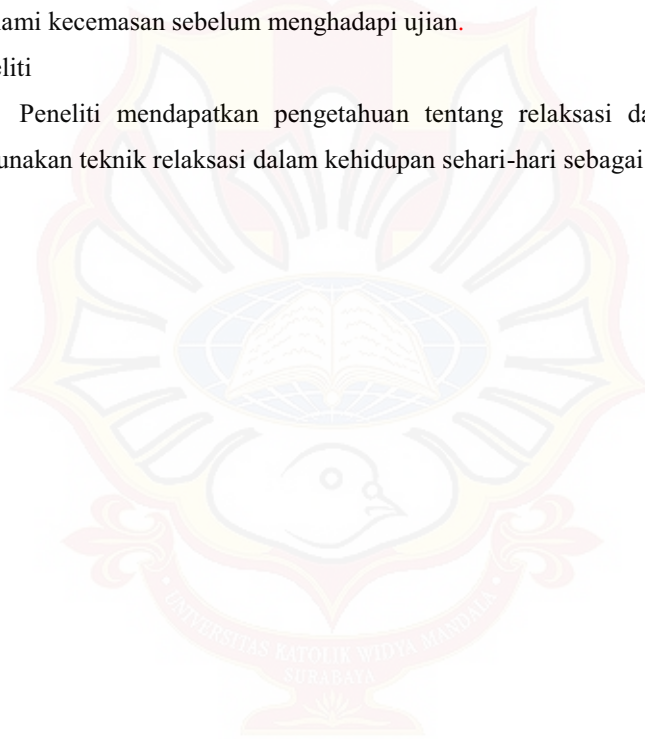 ami kecemasan sebelum menghadapi ujian.
eliti
Peneliti mendapatkan pengetahuan tentang relaksasi da
unakan teknik relaksasi dalam kehidupan sehari-hari sebagai
UNIVERSITAS KATOLIK WIDYA MANDALA
SURABAYA